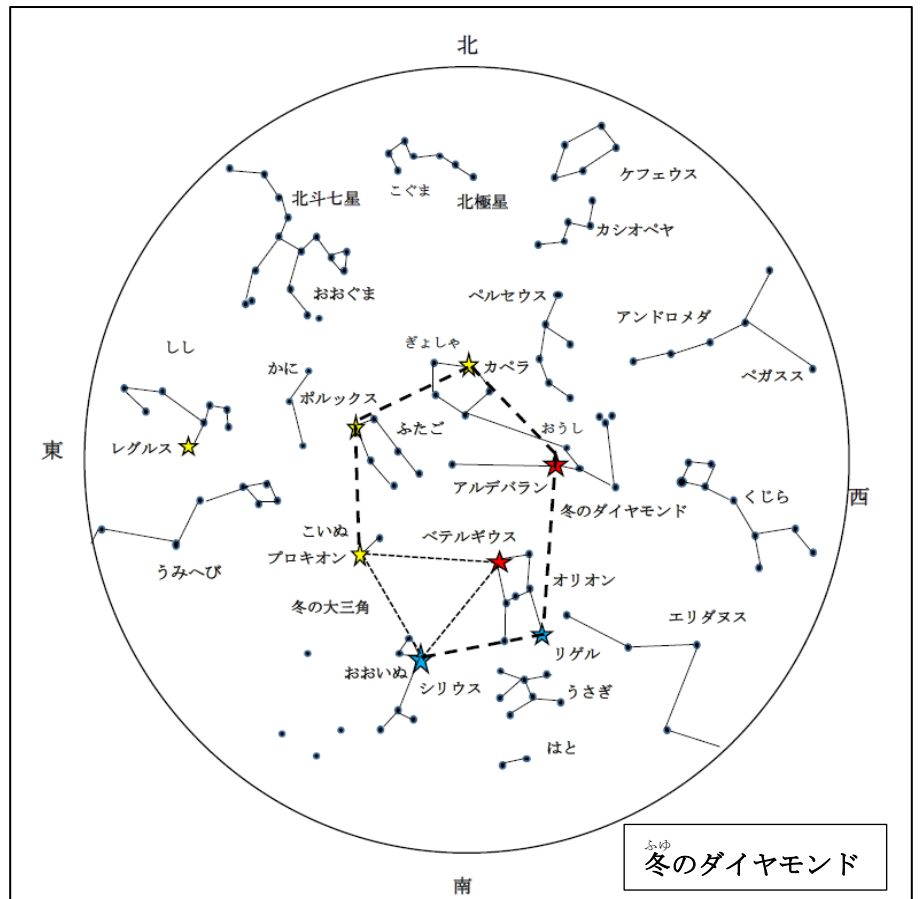 北
ケフェウス
北斗七星
こぐま
北極星
カシオペヤ
おおぐま
ペルセウス
アンドロメダ
しし
ぎょしゃ
かに
カペラ
ペガスス
ポルックス
ふたご
おうし
東
レグルス
アルデバラン
西
くじら
冬のダイヤモンド
こいぬ
ベテルギウス
プロキオン
うみへび
オリオン
冬の大三角
エリダヌス
リゲル
おおいぬ
シリウス
うさぎ
はと
ふゆ
冬のダイヤモンド
南